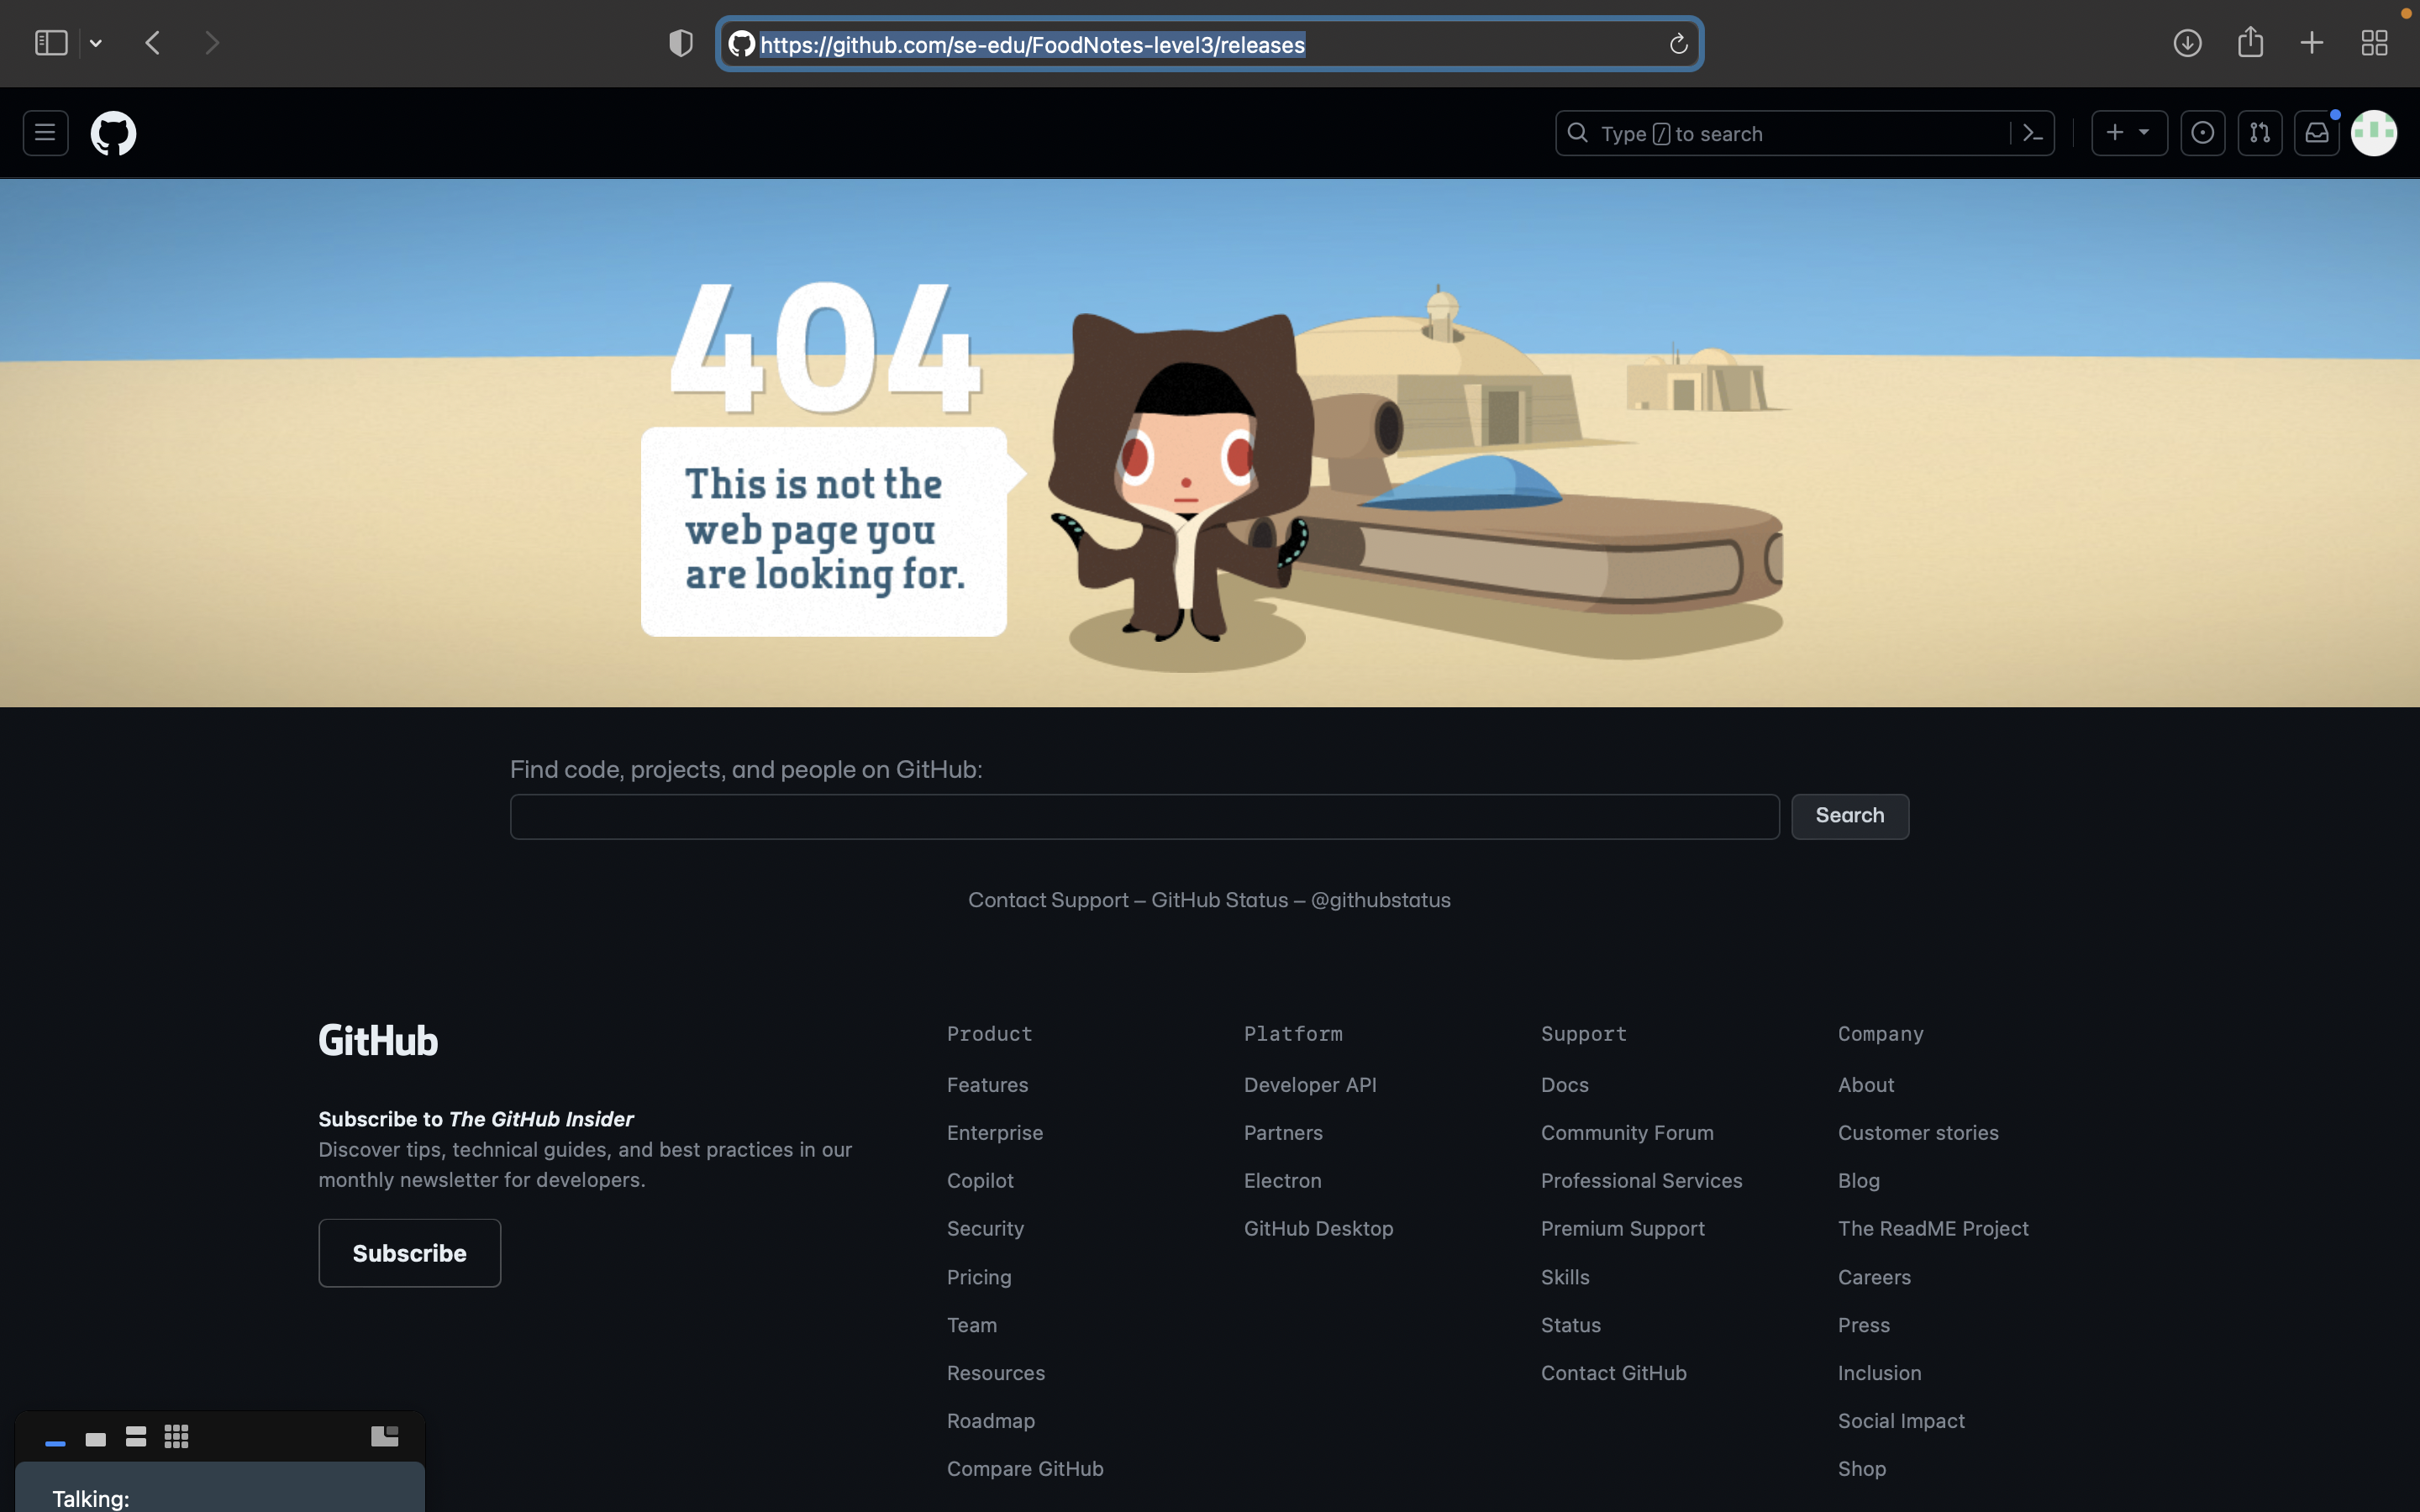 https://github.com/se-edu/FoodNotes-level3/releases
Type / to search
404
This is not the
web page you
are looking for.
Find code, projects, and people on GitHub:
Search
Contact Support — GitHub Status — @githubstatus
GitHub
Subscribe to The GitHub Insider
Discover tips, technical guides, and best practices in our
monthly newsletter for developers.
Subscribe
Product
Features
Enterprise
Copilot
Security
Pricing
Team
Resources
Roadmap
Compare GitHub
Platform
Developer API
Partners
Electron
GitHub Desktop
Support
Docs
Community Forum
Professional Services
Premium Support
Skills
Status
Contact GitHub
Company
About
Customer stories
Blog
The ReadME Project
Careers
Press
Inclusion
Social Impact
Shop
Talking: